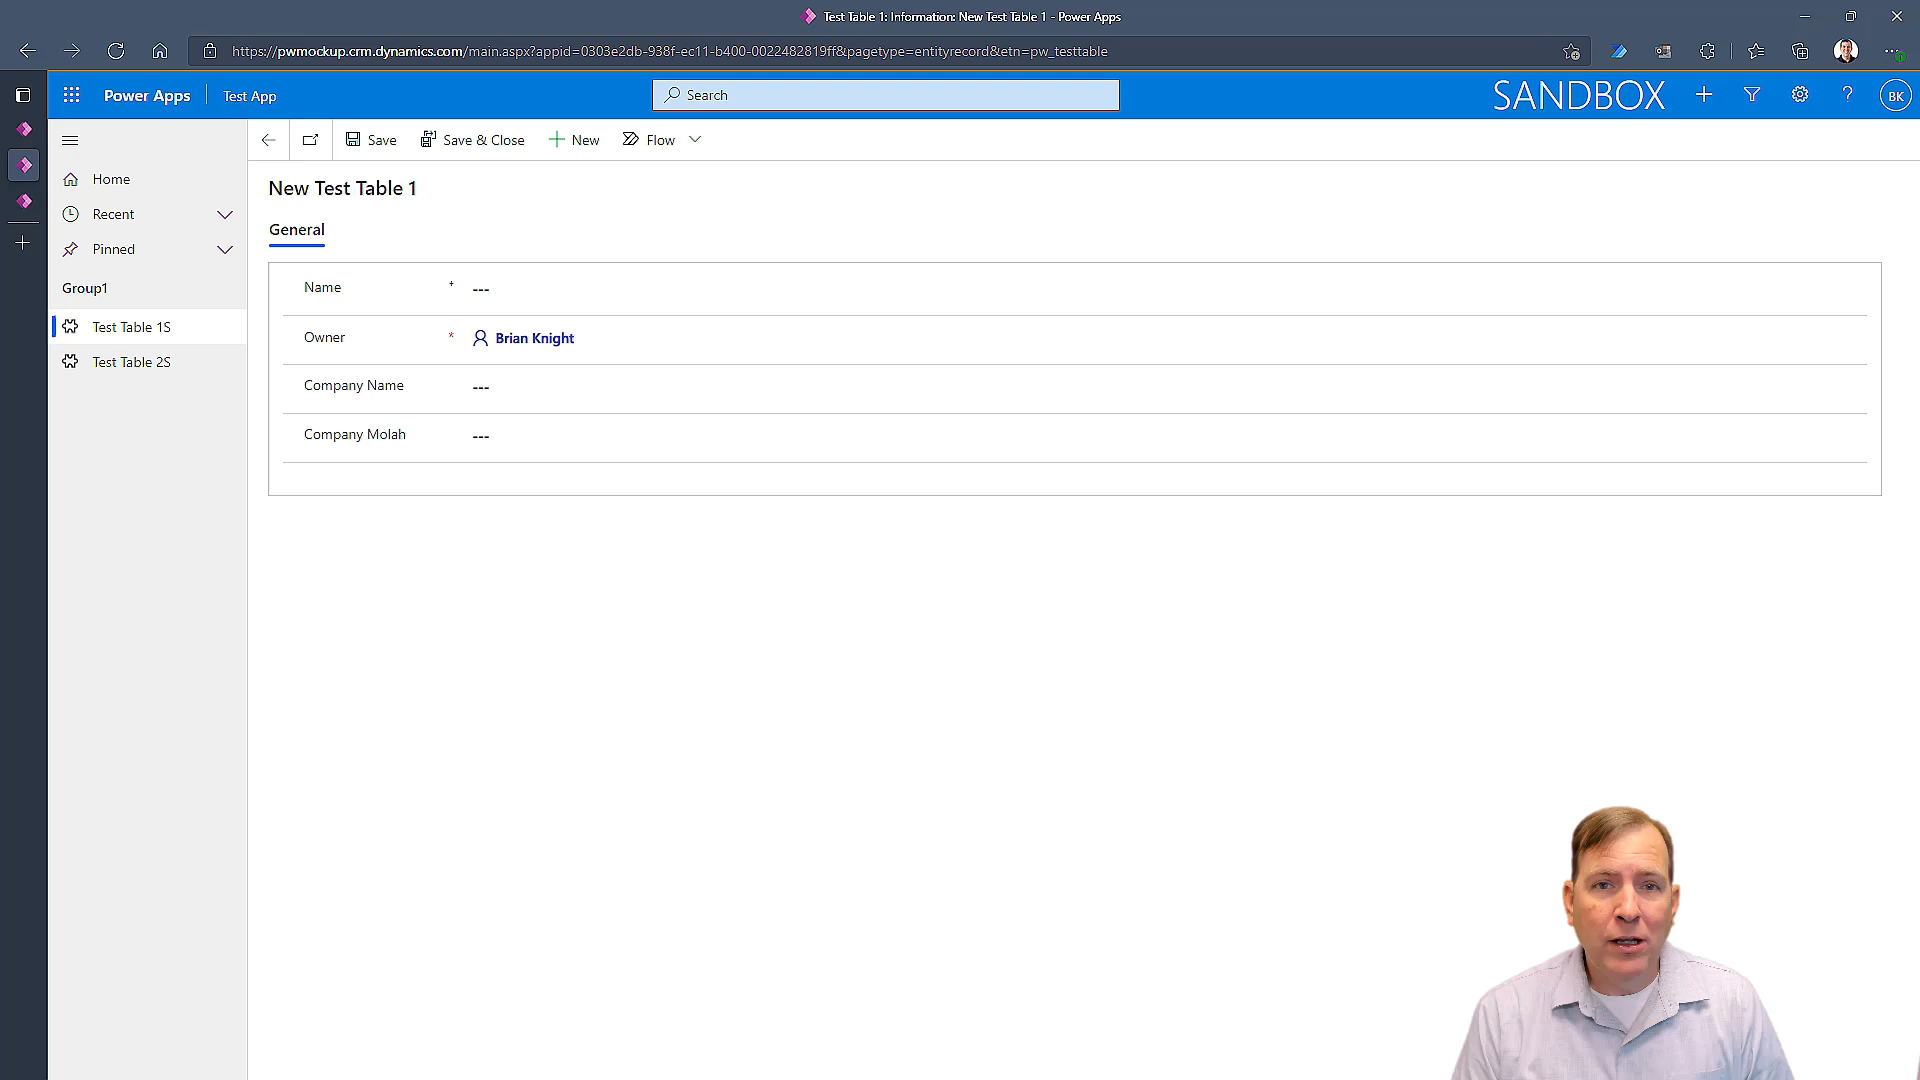 Test Table 1: Information: New Test Table 1 - Power Apps
https://pwmockup.crm.dynamics.com/main.aspx?appid=0303e2db-938f-ec11-b400-0022482819ff&pagetype=entityrecord&etn=pw_testtable
Power Apps
Test App
Search
SANDBOX
BK
Save
Save & Close
New
Flow
Home
Recent
Pinned
Group1
Test Table 1S
Test Table 2S
New Test Table 1
General
Name + ---
Owner * Brian Knight
Company Name ---
Company Molah ---